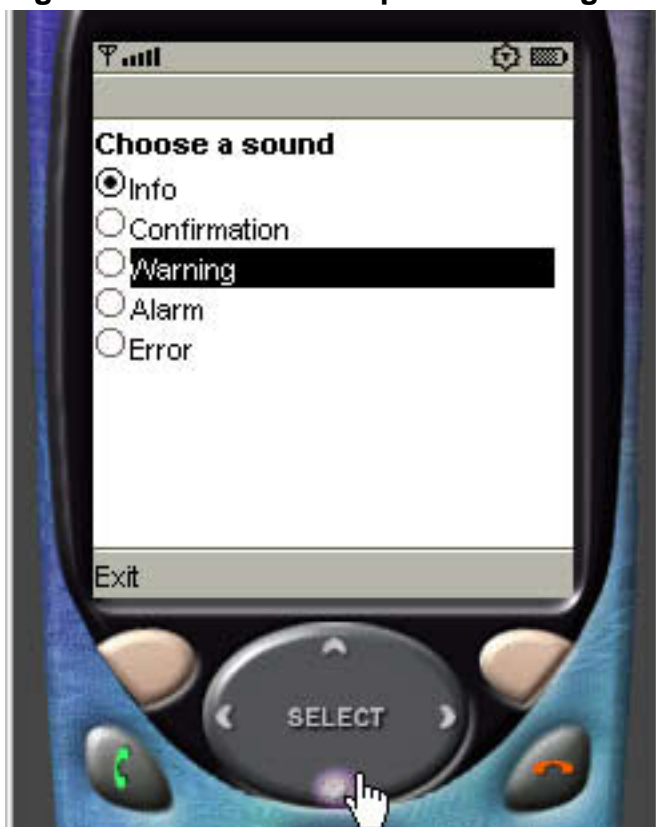 Choose a sound
Info
Confirmation
Warning
Alarm
Error
Exit
SELECT